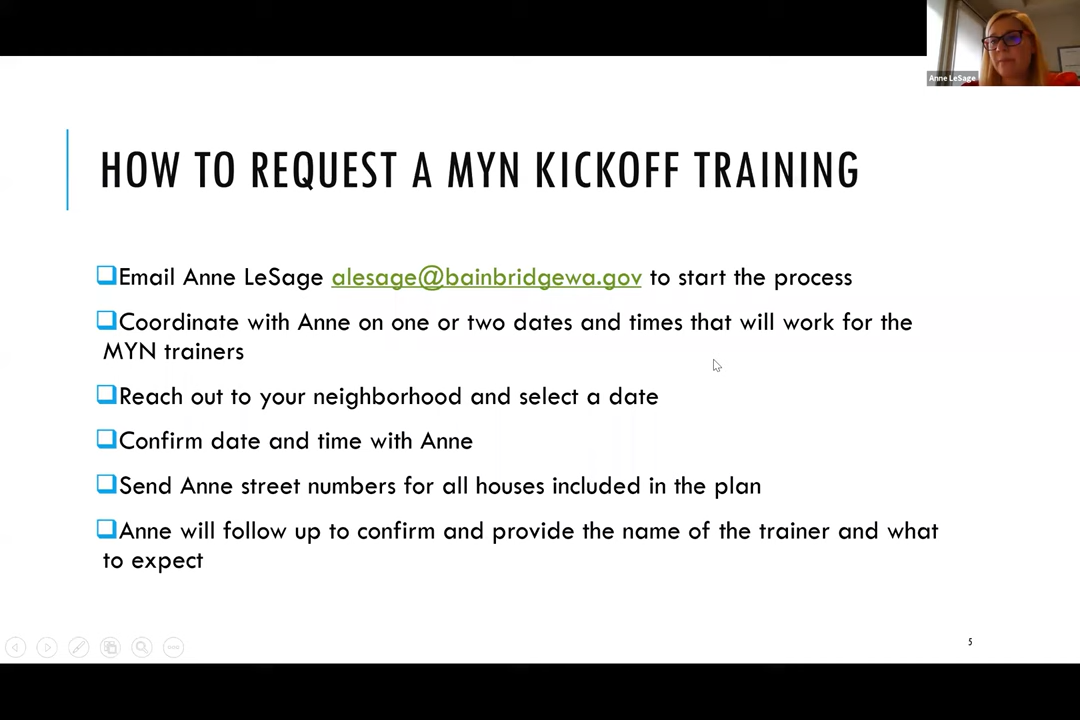 Anne LeSage
HOW TO REQUEST A MYN KICKOFF TRAINING
Email Anne LeSage alesage@bainbridgewa.gov to start the process
Coordinate with Anne on one or two dates and times that will work for the
MYN trainers
Reach out to your neighborhood and select a date
Confirm date and time with Anne
Send Anne street numbers for all houses included in the plan
Anne will follow up to confirm and provide the name of the trainer and what
to expect
5